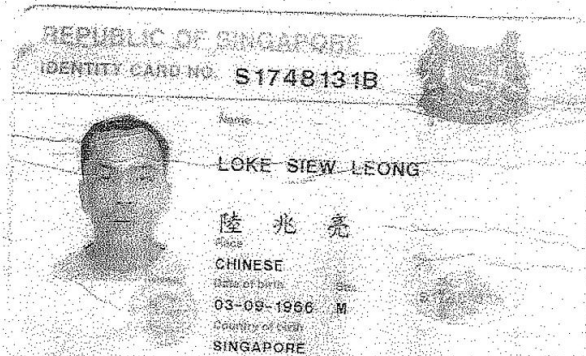 REPUBLIC OF SINGAPORE
IDENTITY CARD NO. S1748131B
Name
LOKE SIEW LEONG
陸 兆 亮
Race
CHINESE
Date of birth Sex
03-09-1966 M
Country of birth
SINGAPORE